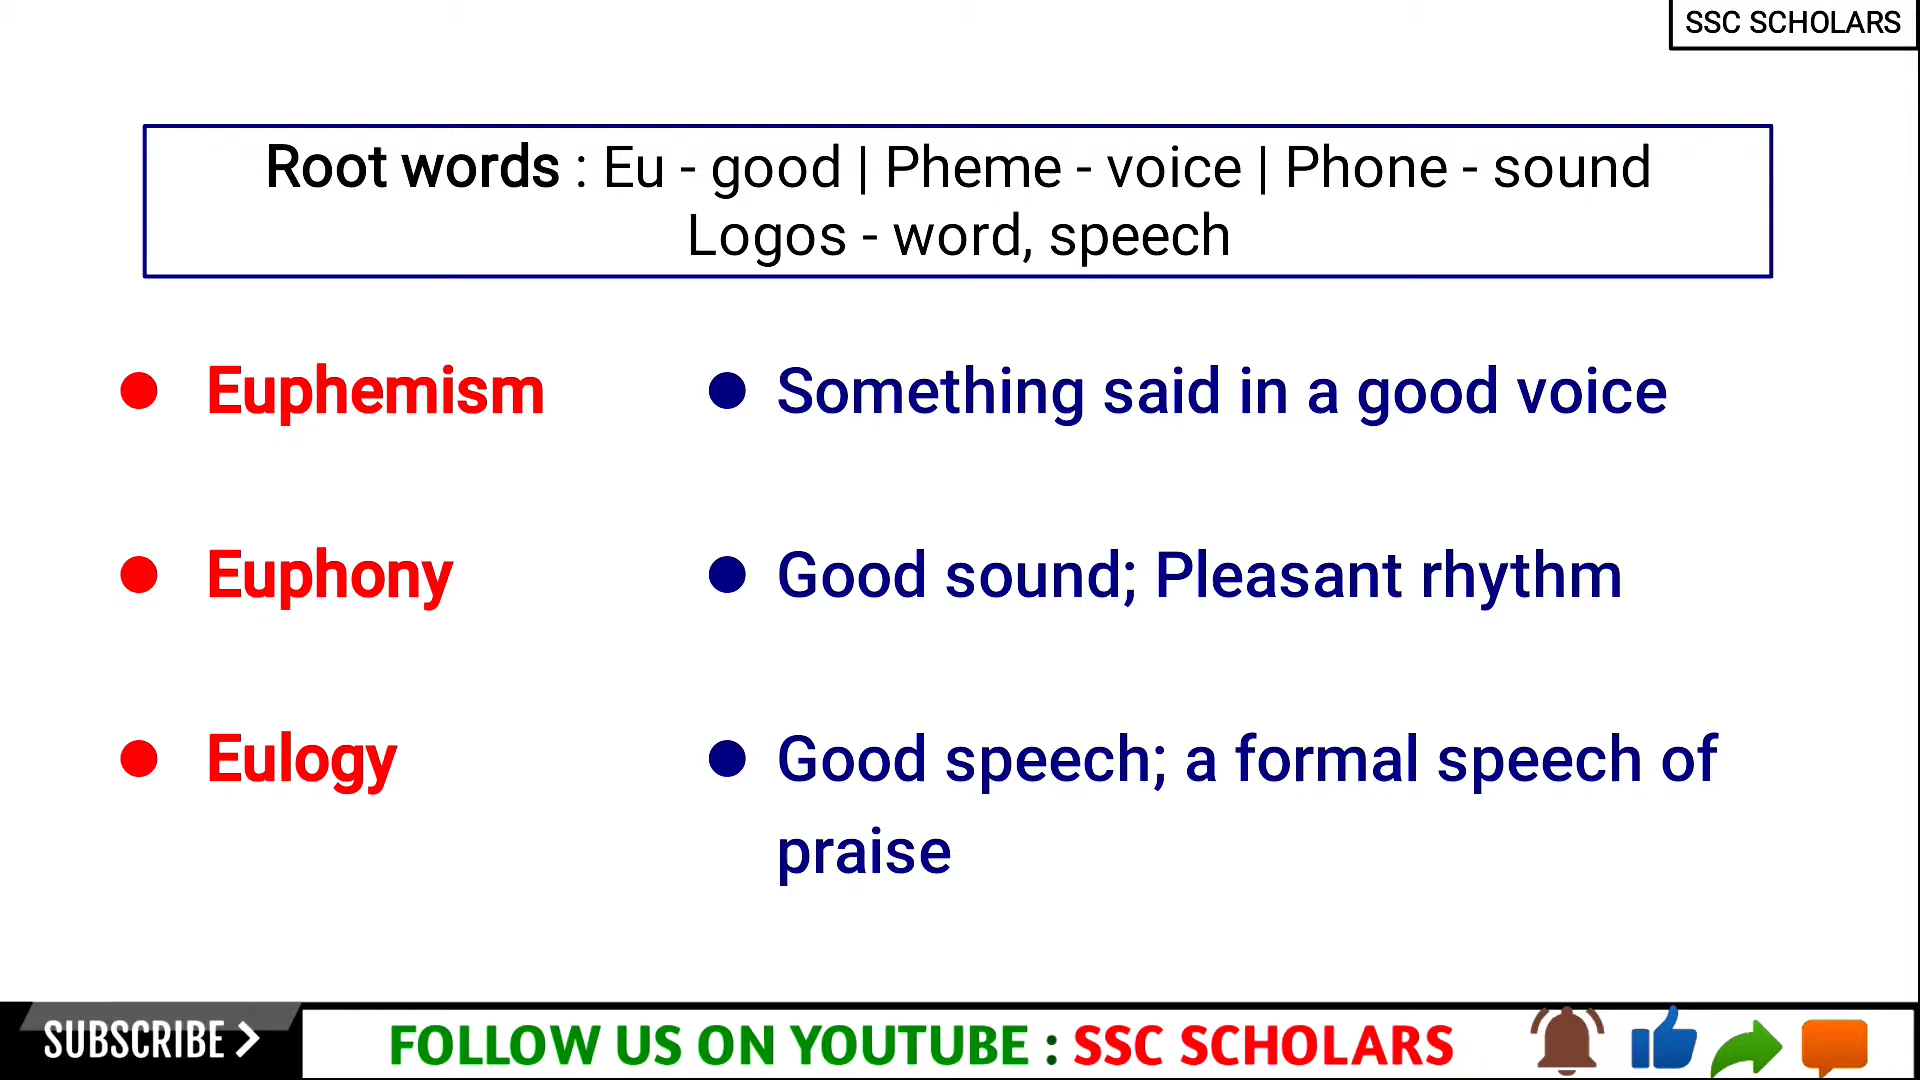 SSC SCHOLARS
Root words : Eu - good | Pheme - voice | Phone - sound
Logos - word, speech
● Euphemism ● Something said in a good voice
● Euphony ● Good sound; Pleasant rhythm
● Eulogy ● Good speech; a formal speech of
praise
SUBSCRIBE FOLLOW US ON YOUTUBE : SSC SCHOLARS